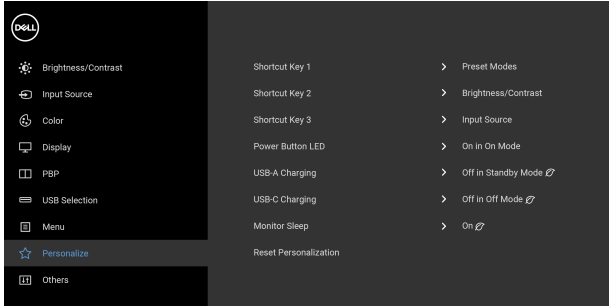 DELL
Brightness/Contrast
Input Source
Color
Display
PBP
USB Selection
Menu
Personalize
Others
Shortcut Key 1 Preset Modes
Shortcut Key 2 Brightness/Contrast
Shortcut Key 3 Input Source
Power Button LED On in On Mode
USB-A Charging Off in Standby Mode
USB-C Charging Off in Off Mode
Monitor Sleep On
Reset Personalization